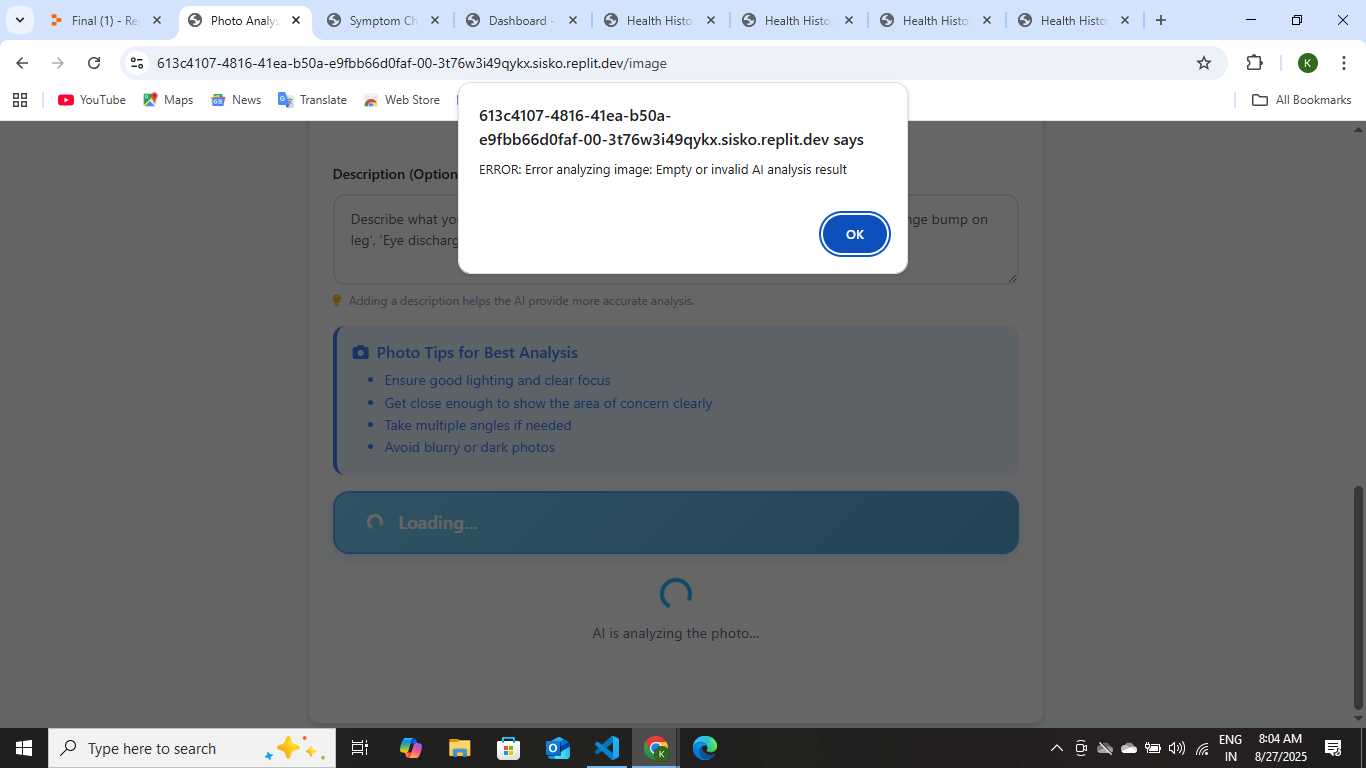 Final (1) - Re
Photo Analys
Symptom Ch
Dashboard -
Health Histo
Health Histo
Health Histo
Health Histo
613c4107-4816-41ea-b50a-e9fbb66d0faf-00-3t76w3i49qykx.sisko.replit.dev/image
K
YouTube
Maps
News
Translate
Web Store
All Bookmarks
613c4107-4816-41ea-b50a-
e9fbb66d0faf-00-3t76w3i49qykx.sisko.replit.dev says
ERROR: Error analyzing image: Empty or invalid AI analysis result
OK
Description (Option
Describe what yo
nge bump on
leg', 'Eye discharg
Adding a description helps the AI provide more accurate analysis.
Photo Tips for Best Analysis
• Ensure good lighting and clear focus
• Get close enough to show the area of concern clearly
• Take multiple angles if needed
• Avoid blurry or dark photos
Loading...
AI is analyzing the photo...
Type here to search
K
ENG
IN
8:04 AM
8/27/2025